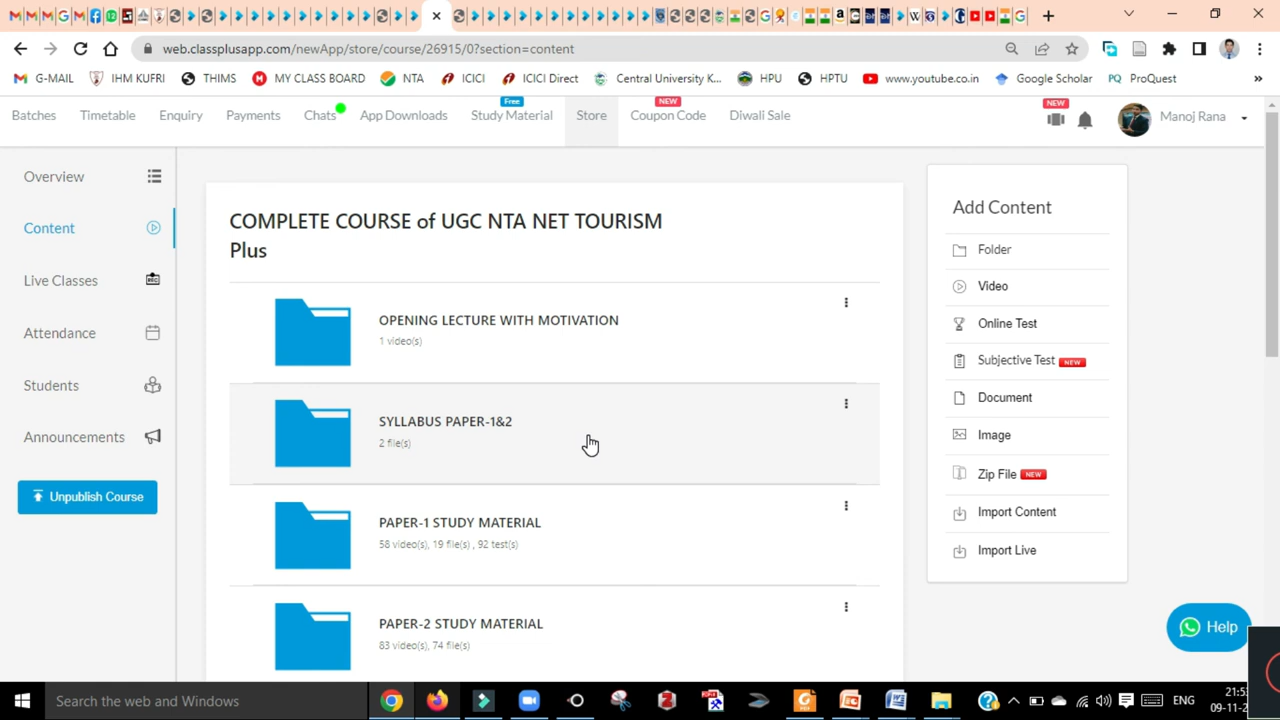 web.classplusapp.com/newApp/store/course/26915/0?section=content
G-MAIL
IHM KUFRI
THIMS
MY CLASS BOARD
NTA
ICICI
ICICI Direct
Central University K...
HPU
HPTU
www.youtube.co.in
Google Scholar
ProQuest
Batches
Timetable
Enquiry
Payments
Chats
App Downloads
Free
Study Material
Store
NEW
Coupon Code
Diwali Sale
NEW
Manoj Rana
Overview
Content
Live Classes
Attendance
Students
Announcements
Unpublish Course
COMPLETE COURSE of UGC NTA NET TOURISM
Plus
OPENING LECTURE WITH MOTIVATION
1 video(s)
SYLLABUS PAPER-1&2
2 file(s)
PAPER-1 STUDY MATERIAL
58 video(s), 19 file(s) , 92 test(s)
PAPER-2 STUDY MATERIAL
83 video(s), 74 file(s)
Add Content
Folder
Video
Online Test
Subjective Test NEW
Document
Image
Zip File NEW
Import Content
Import Live
Help
Search the web and Windows
ENG